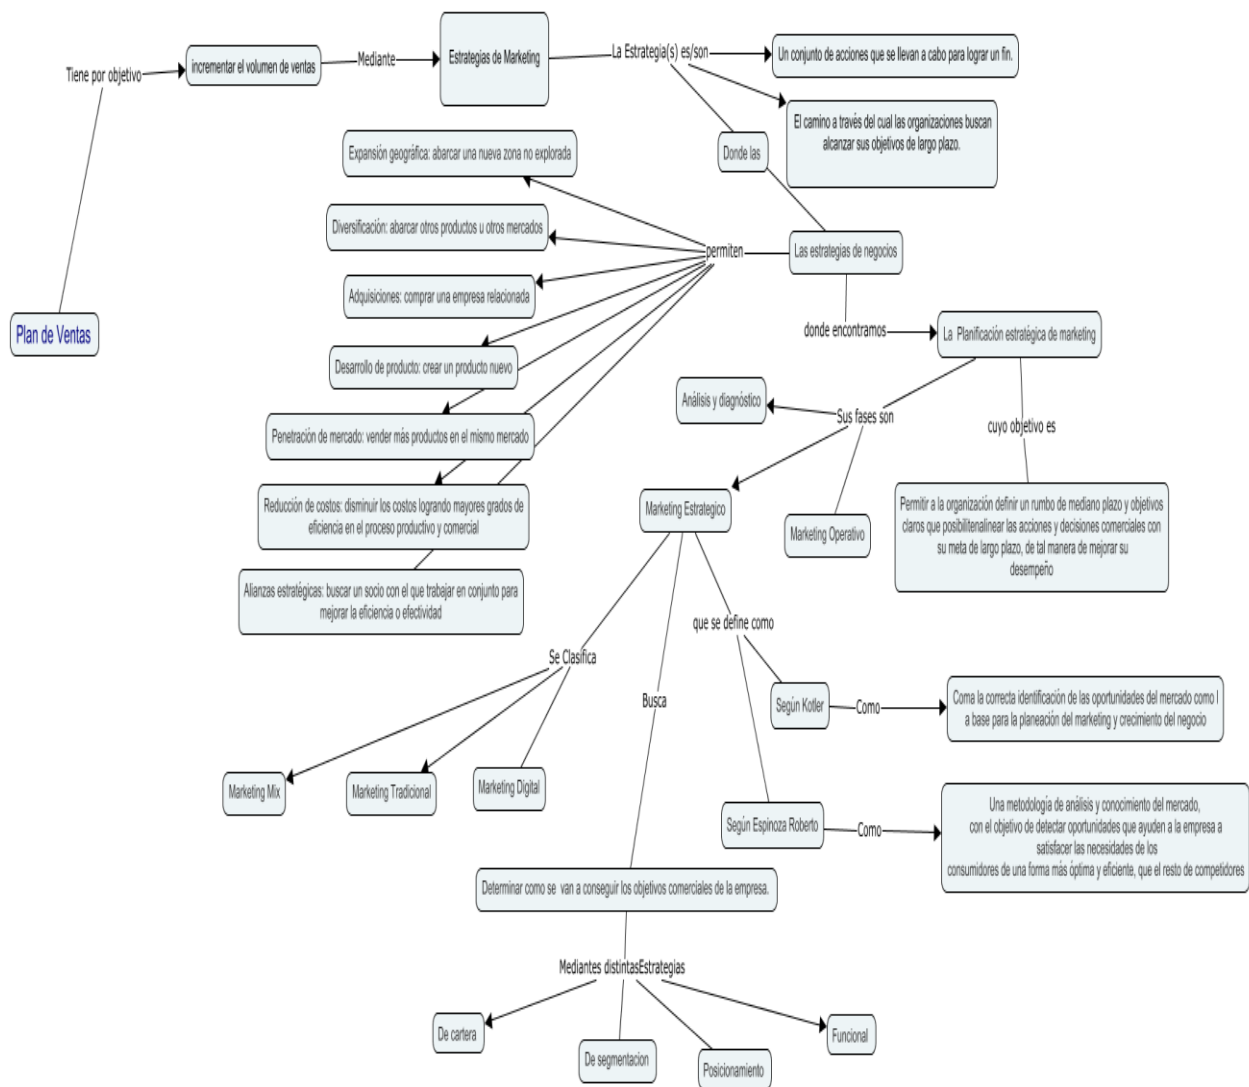 Plan de Ventas
Tiene por objetivo
incrementar el volumen de ventas
Mediante
Estrategias de Marketing
La Estrategia(s) es/son
Un conjunto de acciones que se llevan a cabo para lograr un fin.
El camino a través del cual las organizaciones buscan
alcanzar sus objetivos de largo plazo.
Donde las
Las estrategias de negocios
permiten
Expansión geográfica: abarcar una nueva zona no explorada
Diversificación: abarcar otros productos u otros mercados
Adquisiciones: comprar una empresa relacionada
Desarrollo de producto: crear un producto nuevo
Penetración de mercado: vender más productos en el mismo mercado
Reducción de costos: disminuir los costos logrando mayores grados de
eficiencia en el proceso productivo y comercial
Alianzas estratégicas: buscar un socio con el que trabajar en conjunto para
mejorar la eficiencia o efectividad
donde encontramos
La Planificación estratégica de marketing
Sus fases son
Análisis y diagnóstico
Marketing Estrategico
Marketing Operativo
cuyo objetivo es
Permitir a la organización definir un rumbo de mediano plazo y objetivos
claros que posibilitenalinear las acciones y decisiones comerciales con
su meta de largo plazo, de tal manera de mejorar su
desempeño
Se Clasifica
Marketing Mix
Marketing Tradicional
Marketing Digital
Busca
Determinar como se van a conseguir los objetivos comerciales de la empresa.
Mediantes distintasEstrategias
De cartera
De segmentacion
Posicionamiento
Funcional
que se define como
Según Kotler
Como
Coma la correcta identificación de las oportunidades del mercado como l
a base para la planeación del marketing y crecimiento del negocio
Según Espinoza Roberto
Como
Una metodología de análisis y conocimiento del mercado,
con el objetivo de detectar oportunidades que ayuden a la empresa a
satisfacer las necesidades de los
consumidores de una forma más óptima y eficiente, que el resto de competidores